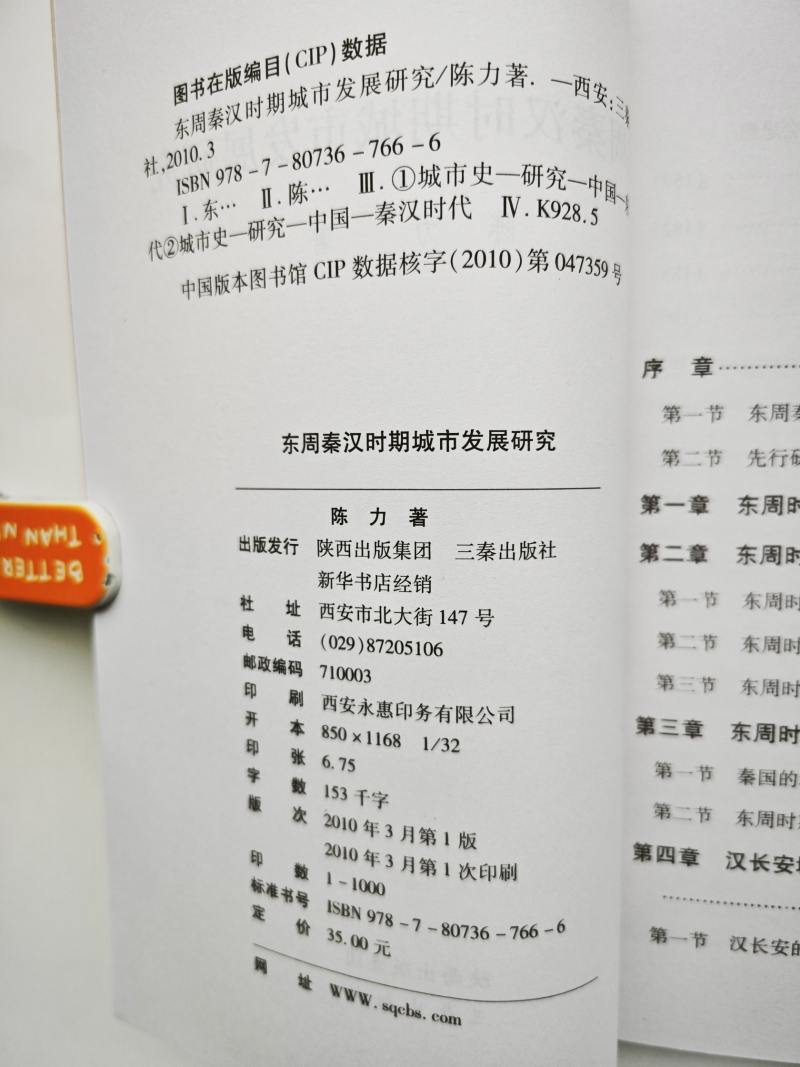 图书在版编目(CIP)数据
东周秦汉时期城市发展研究/陈力著. —西安:三
社,2010.3
ISBN 978-7-80736-766-6
Ⅰ.东… Ⅱ.陈… Ⅲ.①城市史—研究—中国—
代②城市史—研究—中国—秦汉时代 Ⅳ.K928.5
中国版本图书馆CIP数据核字(2010)第047359号
东周秦汉时期城市发展研究
陈 力 著
出版发行 陕西出版集团 三秦出版社
新华书店经销
社 址 西安市北大街147号
电 话 (029)87205106
邮政编码 710003
印 刷 西安永惠印务有限公司
开 本 850×1168 1/32
印 张 6.75
字 数 153千字
版 次 2010年3月第1版
2010年3月第1次印刷
印 数 1-1000
标准书号 ISBN 978-7-80736-766-6
定 价 35.00元
网 址 WWW.sqcbs.com
序 章
第一节 东周
第二节 先行研
第一章 东周时
第二章 东周时
第一节 东周时
第二节 东周时
第三节 东周时
第三章 东周时
第一节 秦国的
第二节 东周时
第四章 汉长安
第一节 汉长安的
BETTER
THAN N